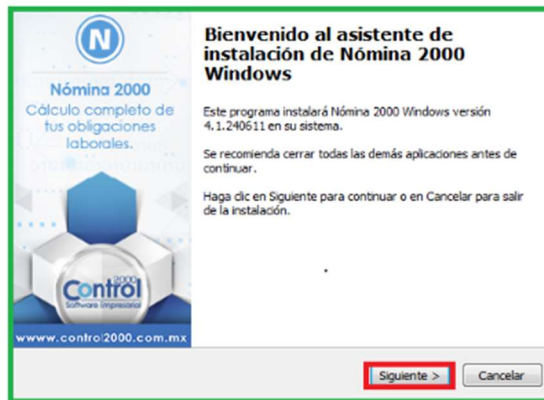 N
Nómina 2000
Cálculo completo de
tus obligaciones
laborales.
Control
2000
Software Empresarial
www.control2000.com.mx
Bienvenido al asistente de
instalación de Nómina 2000
Windows
Este programa instalará Nómina 2000 Windows versión
4.1.240611 en su sistema.
Se recomienda cerrar todas las demás aplicaciones antes de
continuar.
Haga clic en Siguiente para continuar o en Cancelar para salir
de la instalación.
Siguiente >
Cancelar